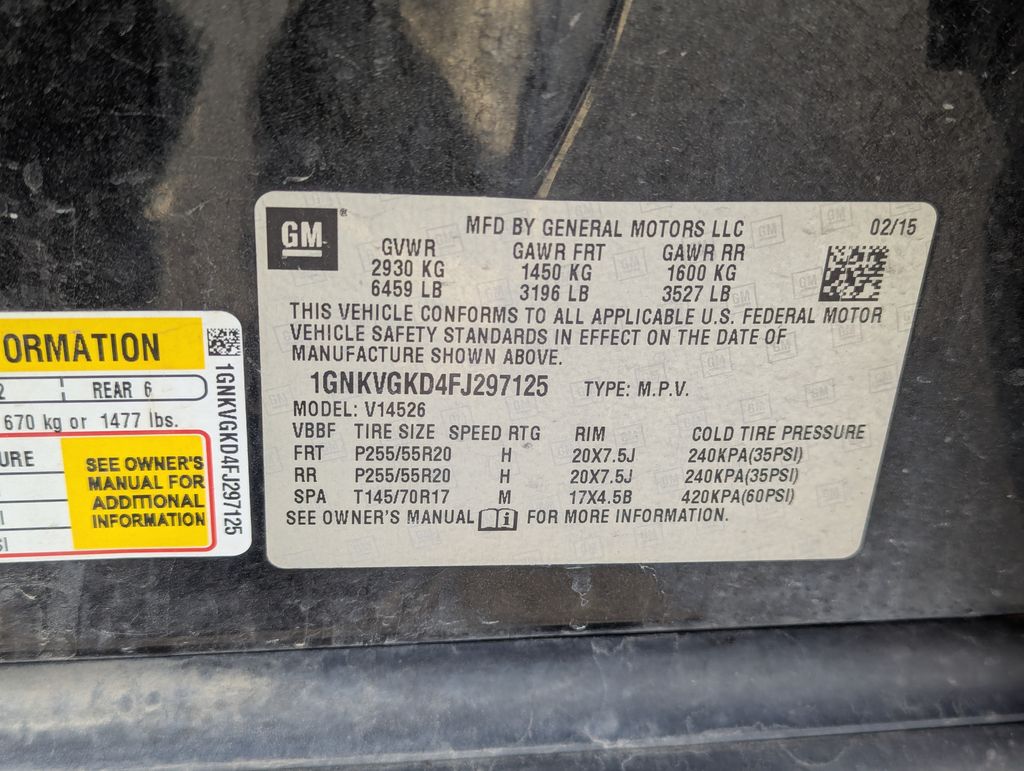 GM ®
MFD BY GENERAL MOTORS LLC 02/15
GVWR GAWR FRT GAWR RR
2930 KG 1450 KG 1600 KG
6459 LB 3196 LB 3527 LB
THIS VEHICLE CONFORMS TO ALL APPLICABLE U.S. FEDERAL MOTOR
VEHICLE SAFETY STANDARDS IN EFFECT ON THE DATE OF
MANUFACTURE SHOWN ABOVE.
1GNKVGKD4FJ297125 TYPE: M.P.V.
MODEL: V14526
VBBF TIRE SIZE SPEED RTG RIM COLD TIRE PRESSURE
FRT P255/55R20 H 20X7.5J 240KPA(35PSI)
RR P255/55R20 H 20X7.5J 240KPA(35PSI)
SPA T145/70R17 M 17X4.5B 420KPA(60PSI)
SEE OWNER'S MANUAL FOR MORE INFORMATION.
ORMATION
2 REAR 6
670 kg or 1477 lbs.
URE
SEE OWNER'S
MANUAL FOR
ADDITIONAL
INFORMATION
SI
1GNKVGKD4FJ297125